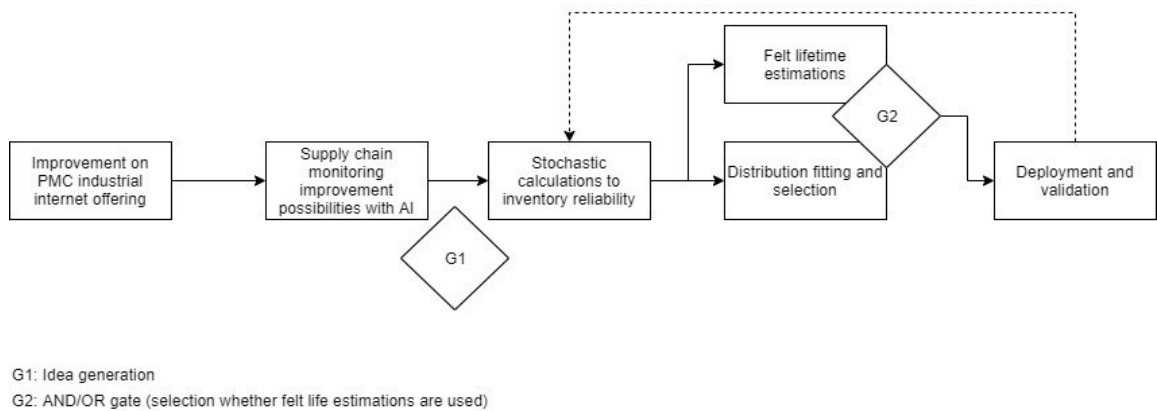 Improvement on
PMC industrial
internet offering
Supply chain
monitoring
improvement
possibilities with AI
G1
Stochastic
calculations to
inventory reliability
Felt lifetime
estimations
G2
Distribution fitting and
selection
Deployment and
validation
G1: Idea generation
G2: AND/OR gate (selection whether felt life estimations are used)